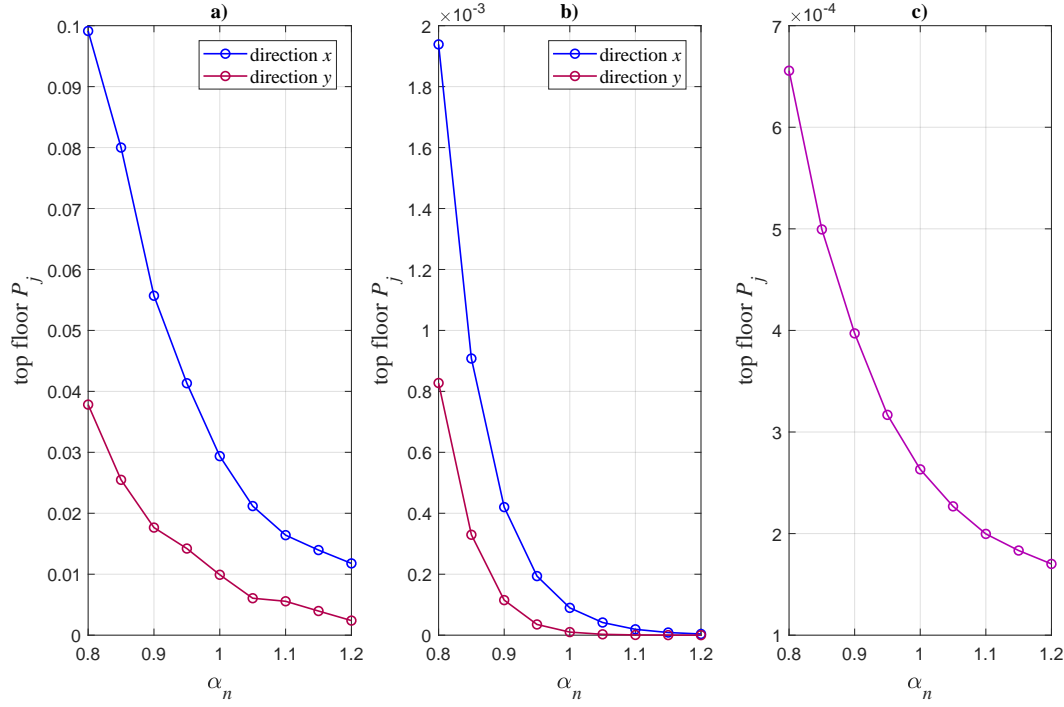 a)
0.1
0.09
0.08
0.07
0.06
0.05
0.04
0.03
0.02
0.01
0
0.8 0.9 1 1.1 1.2
top floor P_j
α_n
direction x
direction y
b)
×10⁻³
2
1.8
1.6
1.4
1.2
1
0.8
0.6
0.4
0.2
0
0.8 0.9 1 1.1 1.2
top floor P_j
α_n
direction x
direction y
c)
×10⁻⁴
7
6
5
4
3
2
1
0.8 0.9 1 1.1 1.2
top floor P_j
α_n